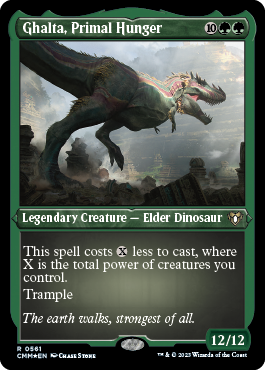 Ghalta, Primal Hunger 10
Legendary Creature — Elder Dinosaur
This spell costs X less to cast, where
X is the total power of creatures you
control.
Trample
The earth walks, strongest of all.
12/12
R 0561
CMM★EN Chase Stone
™ & © 2023 Wizards of the Coast